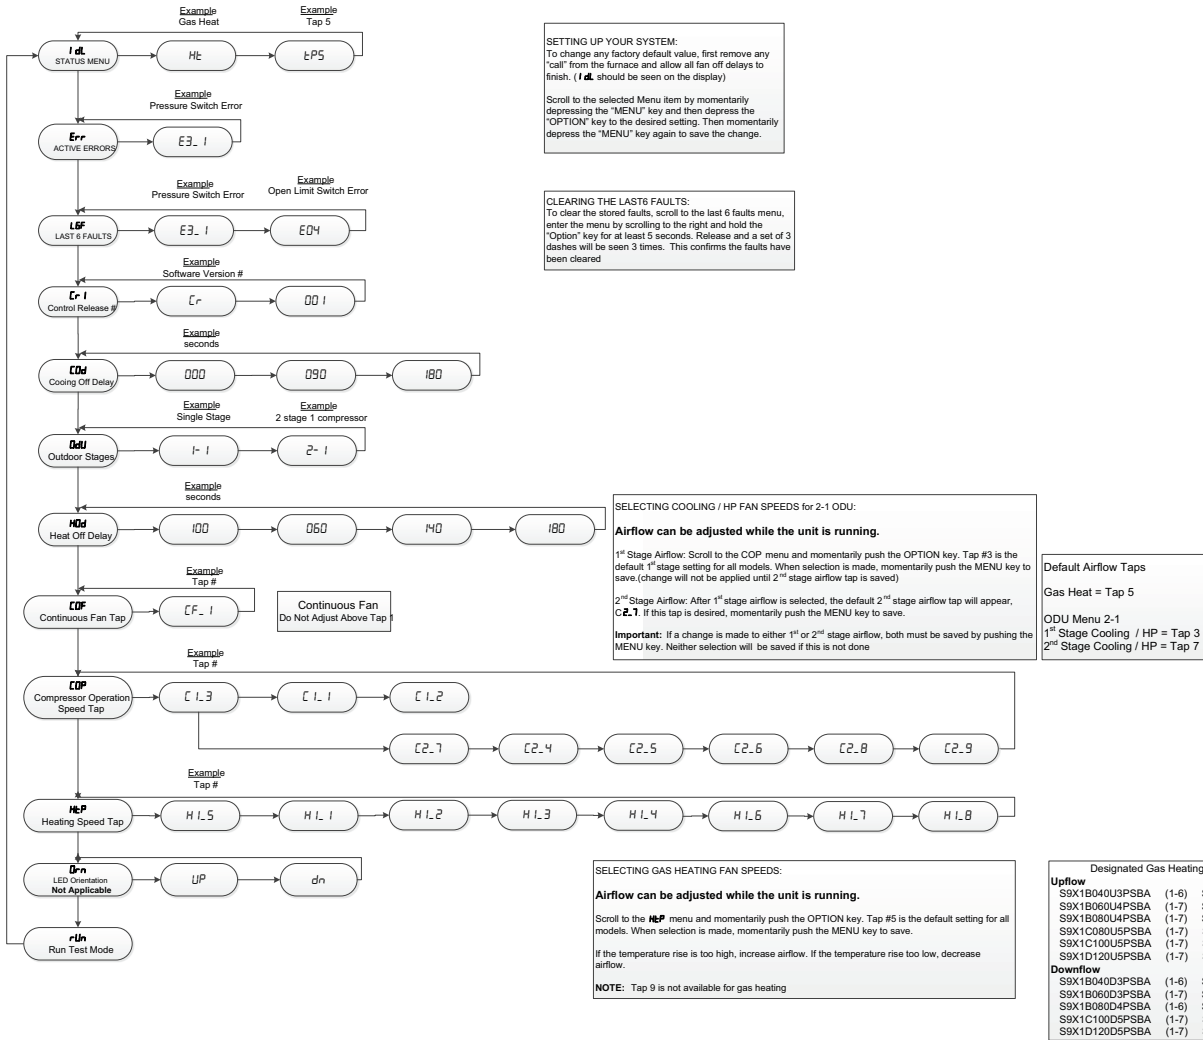 Example
Gas Heat
Example
Tap 5
IdL
STATUS MENU
Ht
tP5
Example
Pressure Switch Error
Err
ACTIVE ERRORS
E3_1
Example
Pressure Switch Error
Example
Open Limit Switch Error
L6F
LAST 6 FAULTS
E3_1
E04
Example
Software Version #
Cr1
Control Release #
Cr
001
Example
seconds
C0d
Cooing Off Delay
000
090
180
Example
Single Stage
Example
2 stage 1 compressor
OdU
Outdoor Stages
1-1
2-1
Example
seconds
HOd
Heat Off Delay
100
060
140
180
Example
Tap #
COF
Continuous Fan Tap
CF_1
Continuous Fan
Do Not Adjust Above Tap 1
Example
Tap #
COP
Compressor Operation
Speed Tap
C1_3
C1_1
C1_2
C2_7
C2_4
C2_5
C2_6
C2_8
C2_9
Example
Tap #
HtP
Heating Speed Tap
H1_5
H1_1
H1_2
H1_3
H1_4
H1_6
H1_7
H1_8
Orn
LED Orientation
Not Applicable
UP
dn
rUn
Run Test Mode
SETTING UP YOUR SYSTEM:
To change any factory default value, first remove any
"call" from the furnace and allow all fan off delays to
finish. ( IdL should be seen on the display)
Scroll to the selected Menu item by momentarily
depressing the "MENU" key and then depress the
"OPTION" key to the desired setting. Then momentarily
depress the "MENU" key again to save the change.
CLEARING THE LAST6 FAULTS:
To clear the stored faults, scroll to the last 6 faults menu,
enter the menu by scrolling to the right and hold the
"Option" key for at least 5 seconds. Release and a set of 3
dashes will be seen 3 times. This confirms the faults have
been cleared
SELECTING COOLING / HP FAN SPEEDS for 2-1 ODU:
Airflow can be adjusted while the unit is running.
1st Stage Airflow: Scroll to the COP menu and momentarily push the OPTION key. Tap #3 is the
default 1st stage setting for all models. When selection is made, momentarily push the MENU key to
save.(change will not be applied until 2nd stage airflow tap is saved)
2nd Stage Airflow: After 1st stage airflow is selected, the default 2nd stage airflow tap will appear,
C2_7. If this tap is desired, momentarily push the MENU key to save.
Important: If a change is made to either 1st or 2nd stage airflow, both must be saved by pushing the
MENU key. Neither selection will be saved if this is not done
Default Airflow Taps
Gas Heat = Tap 5
ODU Menu 2-1
1st Stage Cooling / HP = Tap 3
2nd Stage Cooling / HP = Tap 7
SELECTING GAS HEATING FAN SPEEDS:
Airflow can be adjusted while the unit is running.
Scroll to the HtP menu and momentarily push the OPTION key. Tap #5 is the default setting for all
models. When selection is made, momentarily push the MENU key to save.
If the temperature rise is too high, increase airflow. If the temperature rise too low, decrease
airflow.
NOTE: Tap 9 is not available for gas heating
Designated Gas Heating
Upflow
S9X1B040U3PSBA (1-6)
S9X1B060U4PSBA (1-7)
S9X1B080U4PSBA (1-7)
S9X1C080U5PSBA (1-7)
S9X1C100U5PSBA (1-7)
S9X1D120U5PSBA (1-7)
Downflow
S9X1B040D3PSBA (1-6)
S9X1B060D3PSBA (1-7)
S9X1B080D4PSBA (1-6)
S9X1C100D5PSBA (1-7)
S9X1D120D5PSBA (1-7)